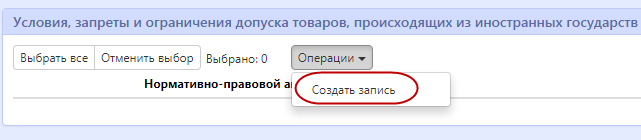 Условия, запреты и ограничения допуска товаров, происходящих из иностранных государств
Выбрать все Отменить выбор Выбрано: 0 Операции
Нормативно-правовой
Создать запись